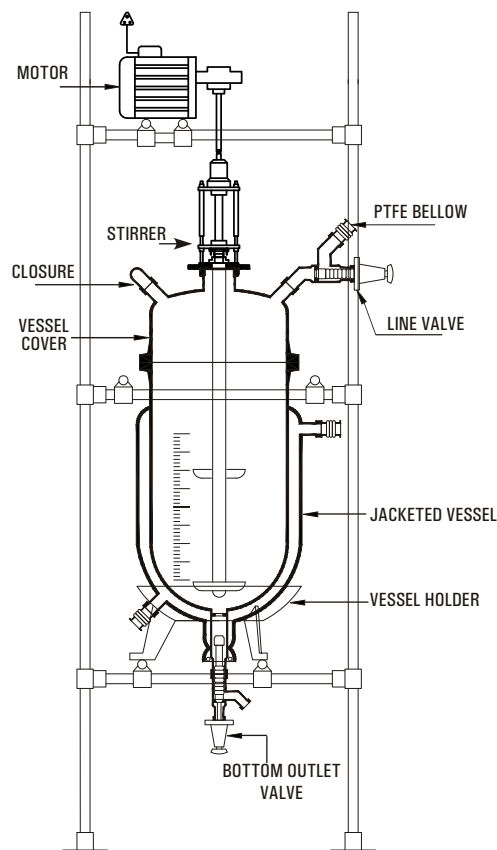 MOTOR
PTFE BELLOW
STIRRER
CLOSURE
LINE VALVE
VESSEL
COVER
JACKETED VESSEL
VESSEL HOLDER
BOTTOM OUTLET
VALVE